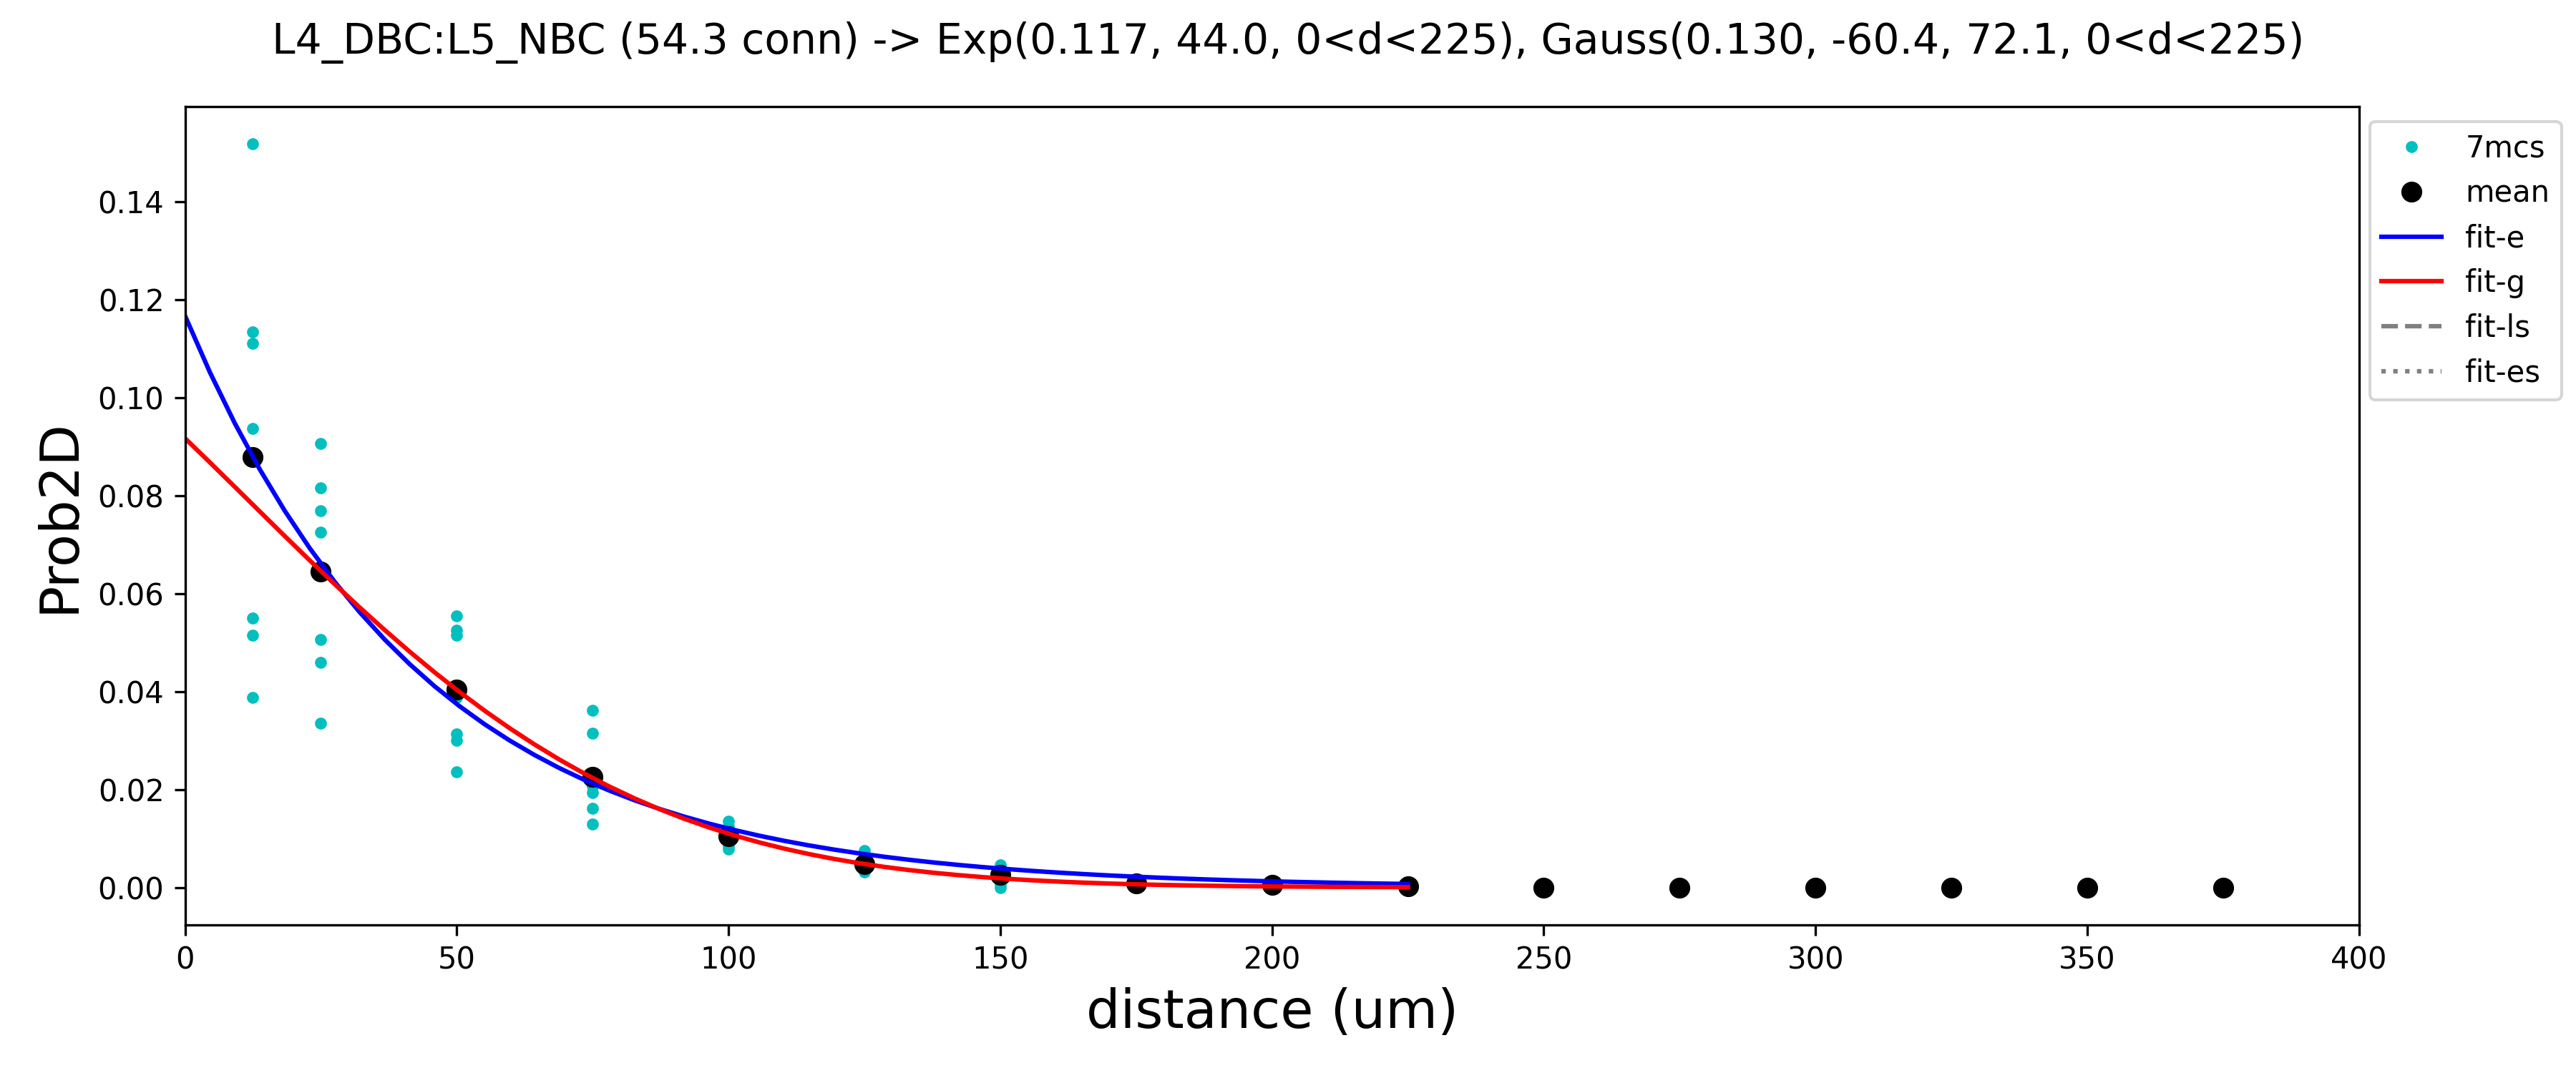 L4_DBC:L5_NBC (54.3 conn) -> Exp(0.117, 44.0, 0<d<225), Gauss(0.130, -60.4, 72.1, 0<d<225)
7mcs
mean
fit-e
fit-g
fit-ls
fit-es
Prob2D
0.14
0.12
0.10
0.08
0.06
0.04
0.02
0.00
0 50 100 150 200 250 300 350 400
distance (um)